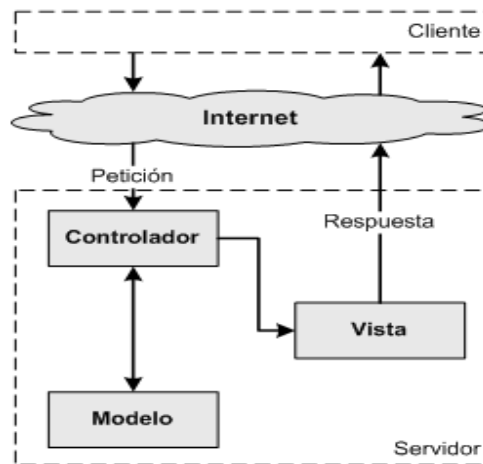 Cliente
Internet
Petición
Controlador
Respuesta
Vista
Modelo
Servidor